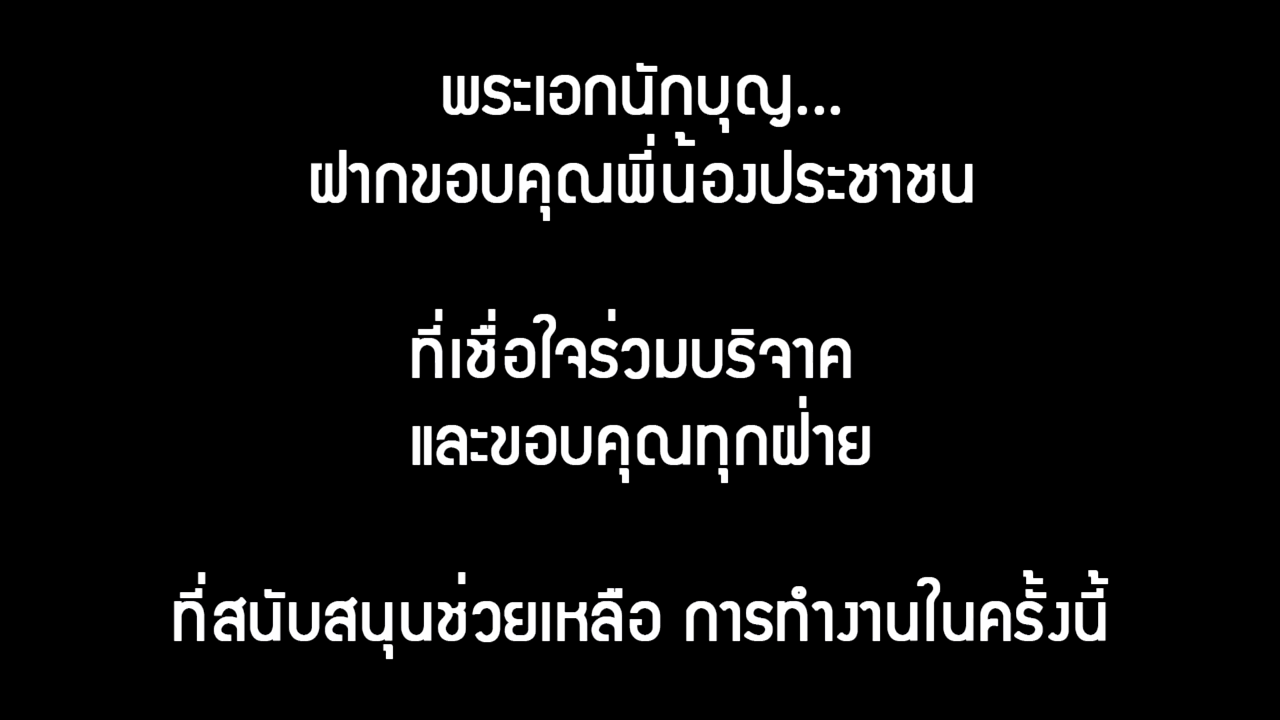 พระเอกนักบุญ...
ฝากขอบคุณพี่น้องประชาชน
ที่เชื่อใจร่วมบริจาค
และขอบคุณทุกฝ่าย
ที่สนับสนุนช่วยเหลือ การทำงานในครั้งนี้